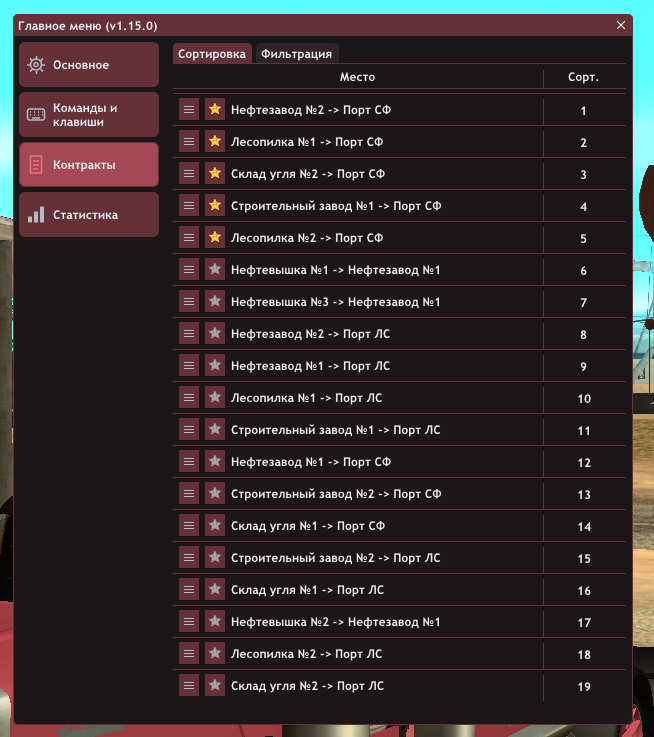 Главное меню (v1.15.0)
Основное
Команды и
клавиши
Контракты
Статистика
Сортировка Фильтрация
Место Сорт.
Нефтезавод №2 -> Порт СФ 1
Лесопилка №1 -> Порт СФ 2
Склад угля №2 -> Порт СФ 3
Строительный завод №1 -> Порт СФ 4
Лесопилка №2 -> Порт СФ 5
Нефтевышка №1 -> Нефтезавод №1 6
Нефтевышка №3 -> Нефтезавод №1 7
Нефтезавод №2 -> Порт ЛС 8
Нефтезавод №1 -> Порт ЛС 9
Лесопилка №1 -> Порт ЛС 10
Строительный завод №1 -> Порт ЛС 11
Нефтезавод №1 -> Порт СФ 12
Строительный завод №2 -> Порт СФ 13
Склад угля №1 -> Порт СФ 14
Строительный завод №2 -> Порт ЛС 15
Склад угля №1 -> Порт ЛС 16
Нефтевышка №2 -> Нефтезавод №1 17
Лесопилка №2 -> Порт ЛС 18
Склад угля №2 -> Порт ЛС 19